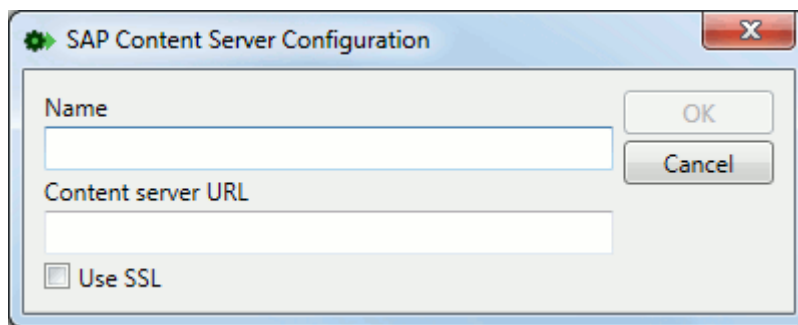 SAP Content Server Configuration
Name
OK
Cancel
Content server URL
Use SSL